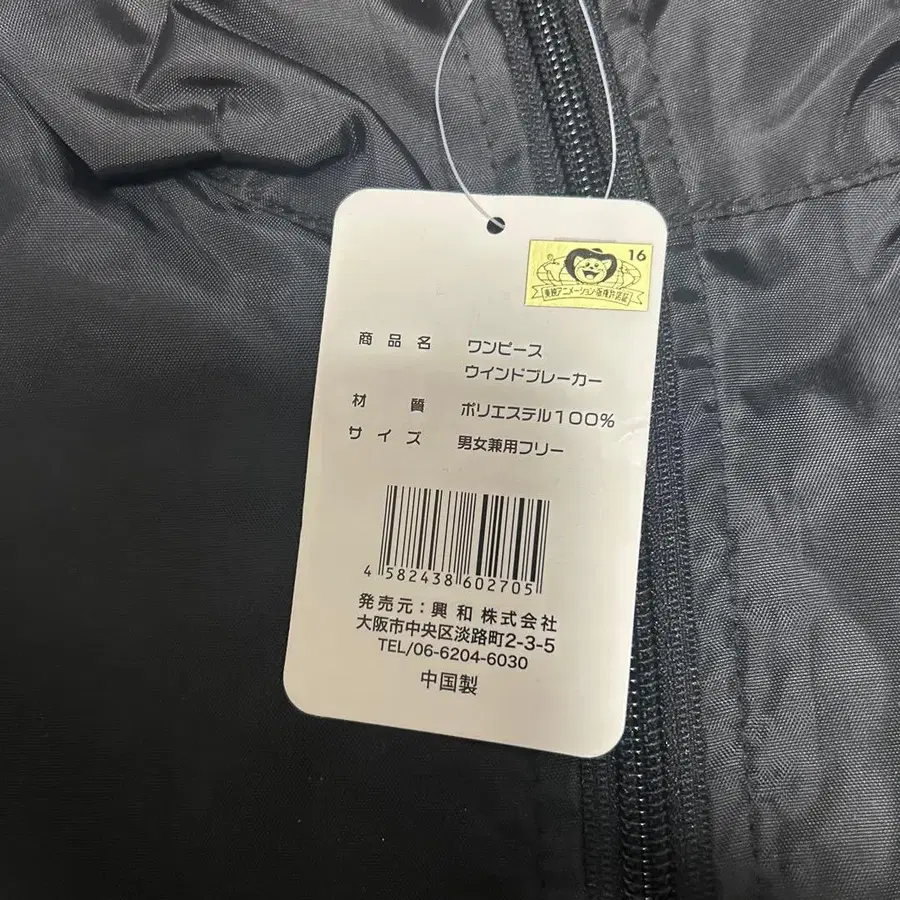 16
東映アニメーション・版権許諾証
商品名 ワンピース
ウインドブレーカー
材質 ポリエステル100%
サイズ 男女兼用フリー
4 582438 602705
発売元:興和株式会社
大阪市中央区淡路町2-3-5
TEL/06-6204-6030
中国製